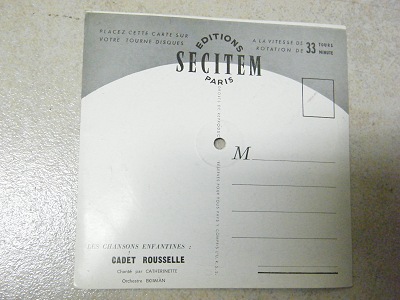 PLACEZ CETTE CARTE SUR
VOTRE TOURNE DISQUES
EDITIONS
SECITEM
PARIS
A LA VITESSE DE 33 TOURS
ROTATION DE MINUTE
M
LES CHANSONS ENFANTINES :
CADET ROUSSELLE
Chanté par CATHERINETTE
Orchestre